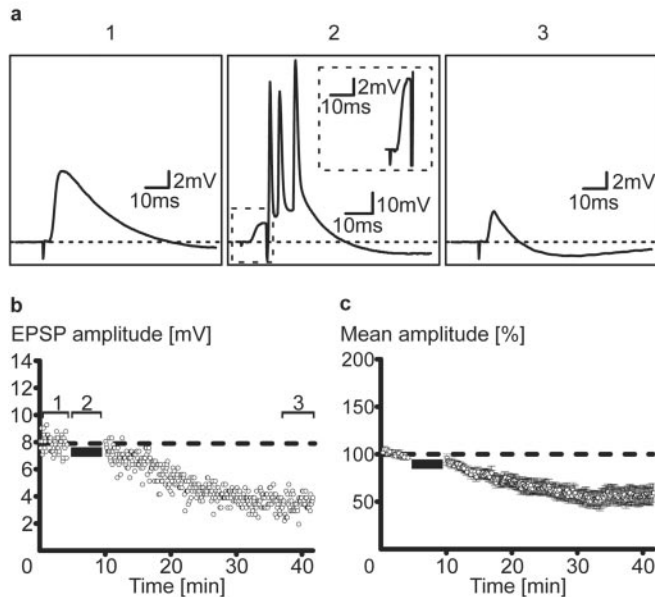 a
1 2 3
2mV
10ms
2mV
10ms
10mV
10ms
2mV
10ms
b
EPSP amplitude [mV]
14
12
10
8
6
4
2
0 10 20 30 40
1 2 3
Time [min]
c
Mean amplitude [%]
200
150
100
50
0 10 20 30 40
Time [min]